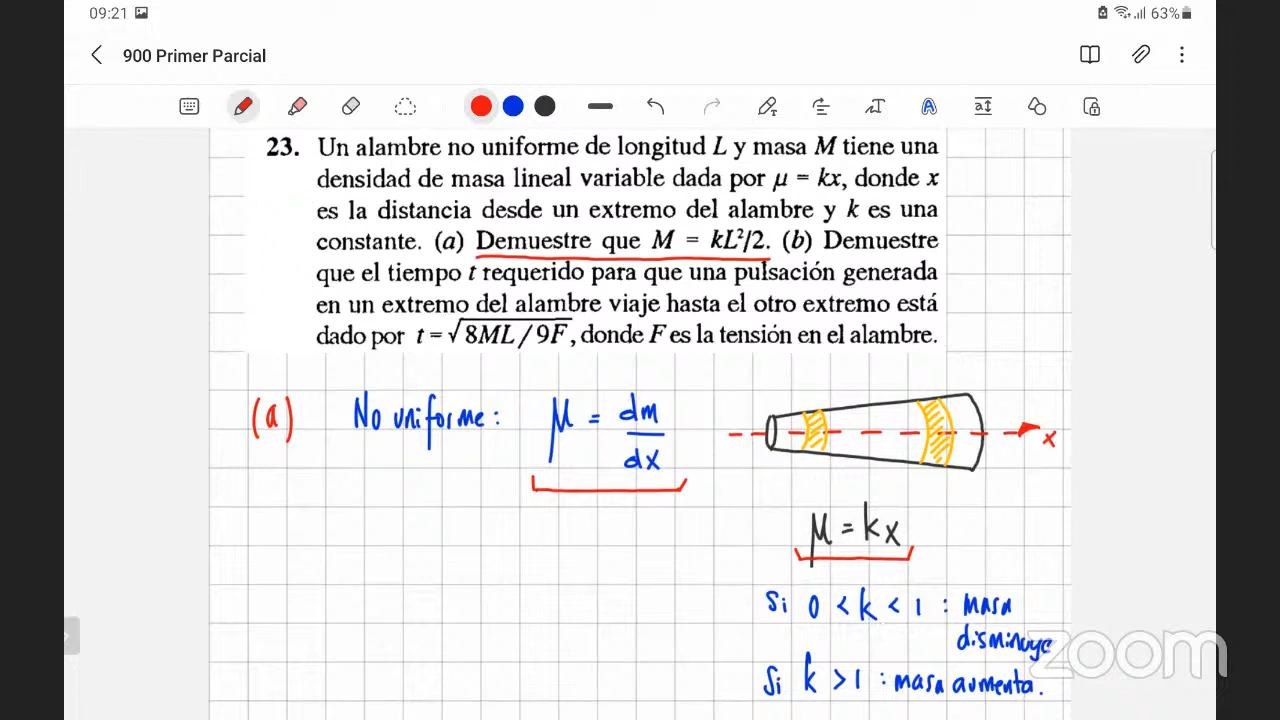 09:21
63%
900 Primer Parcial
23. Un alambre no uniforme de longitud L y masa M tiene una
densidad de masa lineal variable dada por μ = kx, donde x
es la distancia desde un extremo del alambre y k es una
constante. (a) Demuestre que M = kL²/2. (b) Demuestre
que el tiempo t requerido para que una pulsación generada
en un extremo del alambre viaje hasta el otro extremo está
dado por t = √8ML / 9F, donde F es la tensión en el alambre.
(a) No uniforme: μ = dm
dx
x
μ = kx
Si 0 < k < 1 : masa
disminuye
Si k > 1 : masa aumenta.
zoom